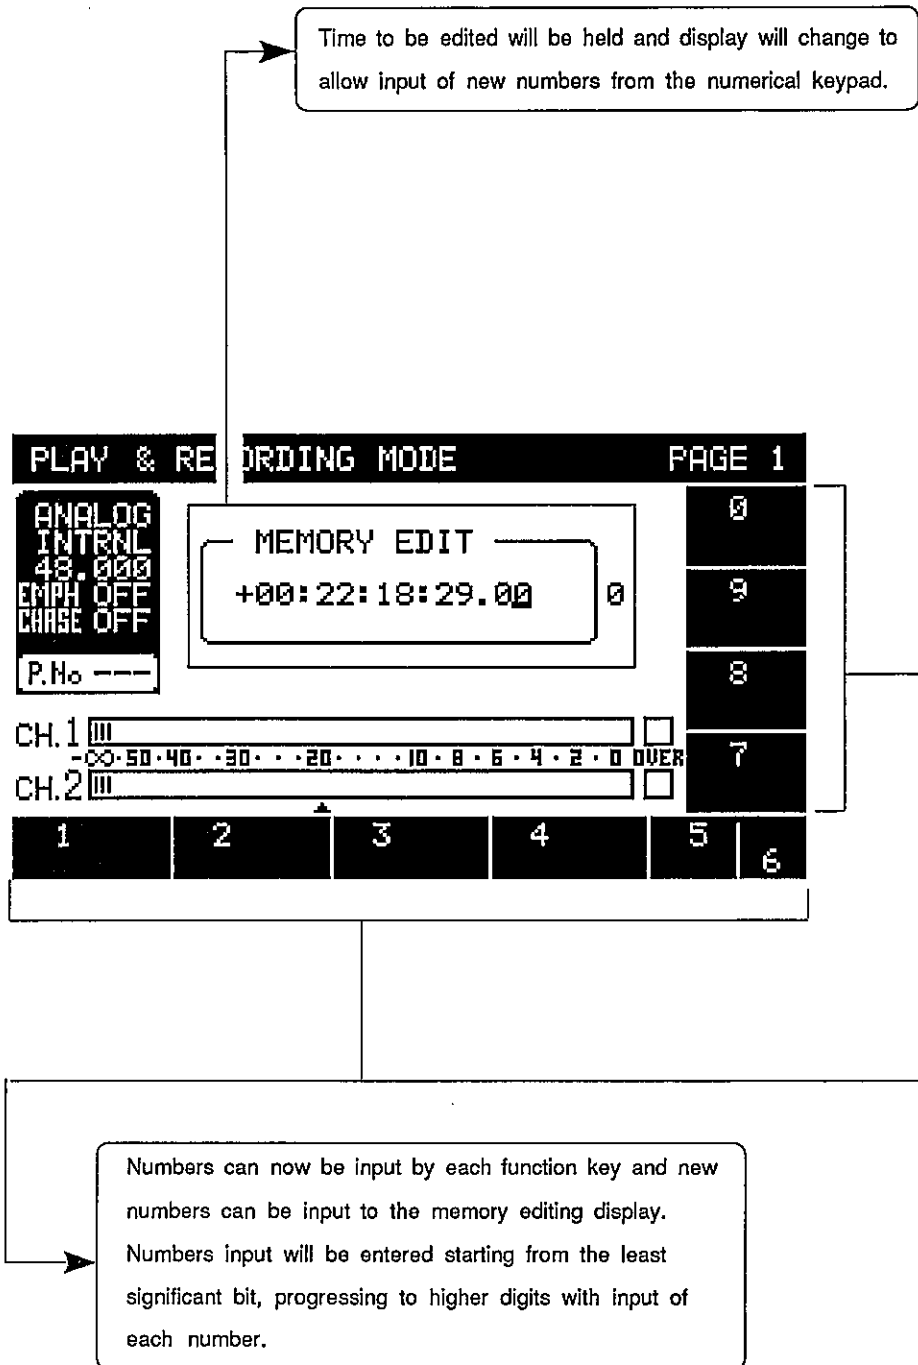 Time to be edited will be held and display will change to
allow input of new numbers from the numerical keypad.
PLAY & RE ORDING MODE PAGE 1
ANALOG
INTRNL
48.000
EMPH OFF
CHASE OFF
P.No ---
MEMORY EDIT
+00:22:18:29.00 0
0
9
8
7
CH.1
-∞·50·40··30···20····10·8·6·4·2·0 OVER
CH.2
1 2 3 4 5 6
Numbers can now be input by each function key and new
numbers can be input to the memory editing display.
Numbers input will be entered starting from the least
significant bit, progressing to higher digits with input of
each number.